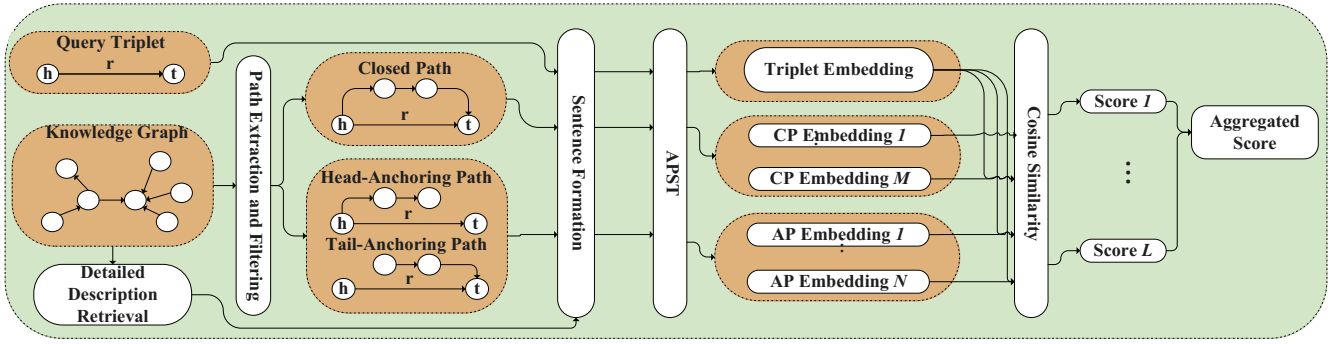 Query Triplet
h
r
t
Knowledge Graph
Detailed
Description
Retrieval
Path Extraction and Filtering
Closed Path
h
r
t
Head-Anchoring Path
h
r
t
Tail-Anchoring Path
h
r
t
Sentence Formation
APST
Triplet Embedding
CP Embedding 1
⋮
CP Embedding M
AP Embedding 1
...
AP Embedding N
Cosine Similarity
Score 1
⋮
Score L
Aggregated
Score